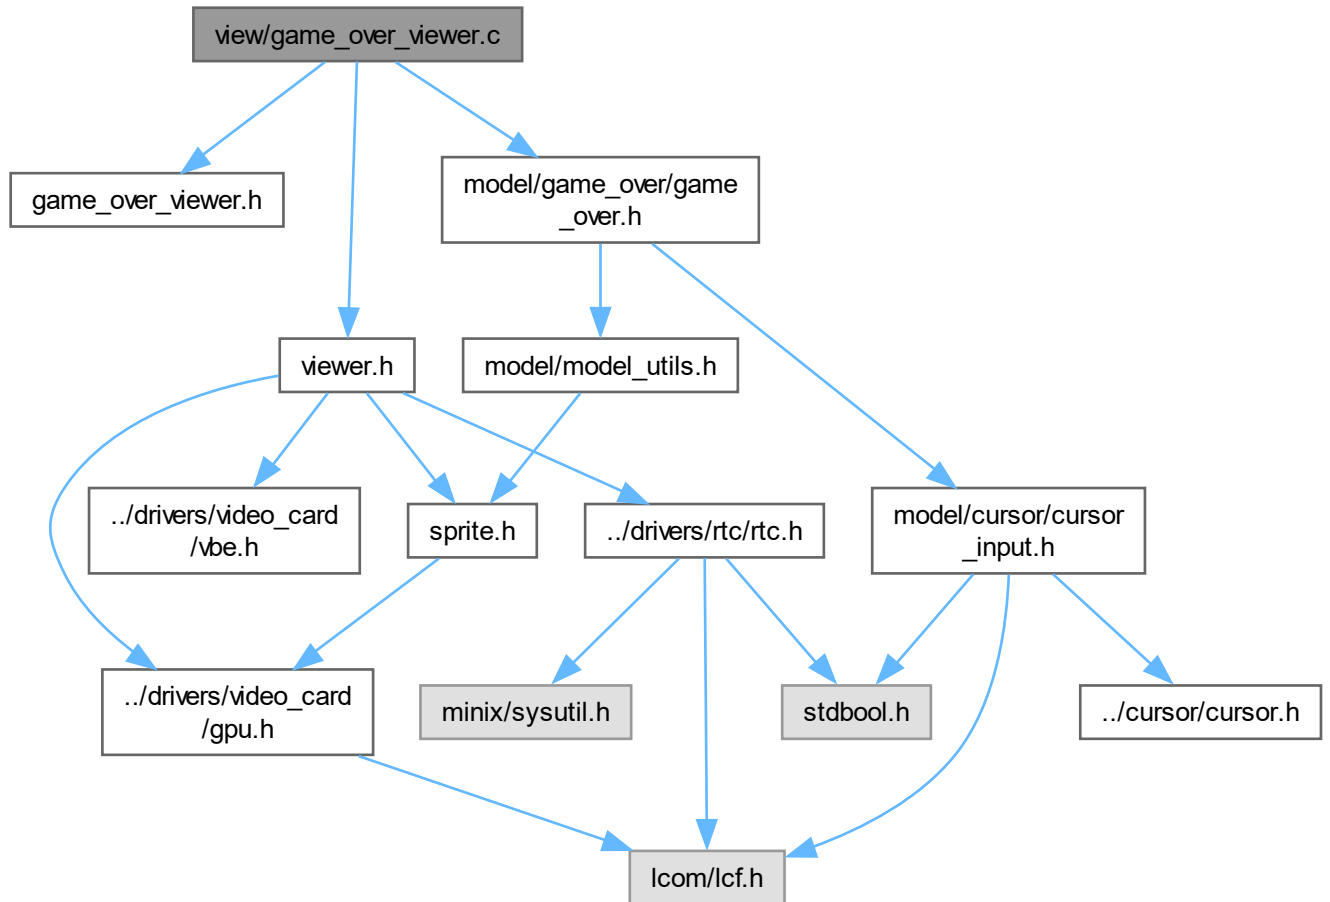 view/game_over_viewer.c
game_over_viewer.h
model/game_over/game
_over.h
viewer.h
model/model_utils.h
../drivers/video_card
/vbe.h
sprite.h
../drivers/rtc/rtc.h
model/cursor/cursor
_input.h
../drivers/video_card
/gpu.h
minix/sysutil.h
stdbool.h
../cursor/cursor.h
lcom/lcf.h